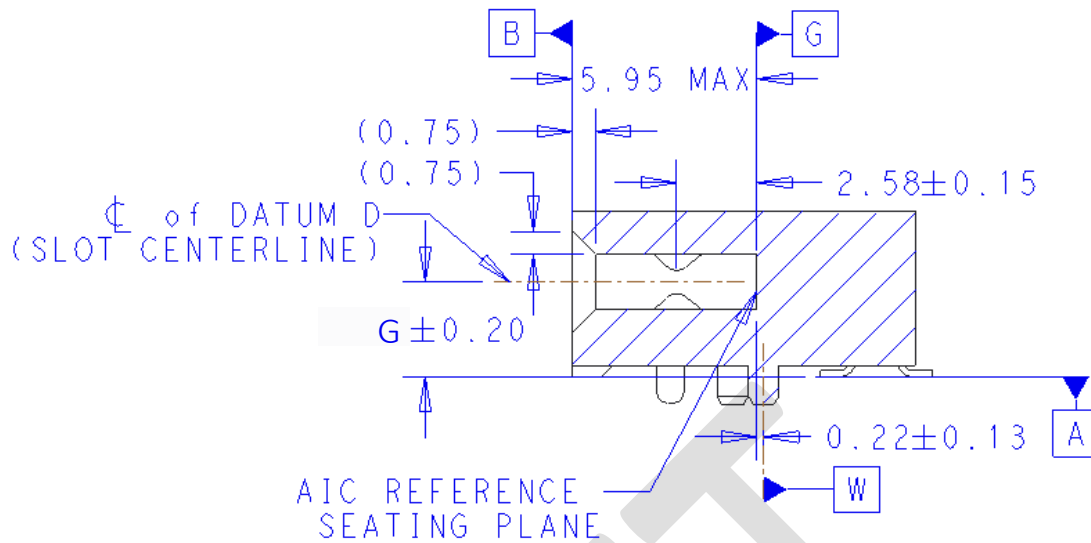 B
G
5.95 MAX
(0.75)
(0.75)
2.58±0.15
℄ of DATUM D
(SLOT CENTERLINE)
G±0.20
0.22±0.13
A
AIC REFERENCE
SEATING PLANE
W